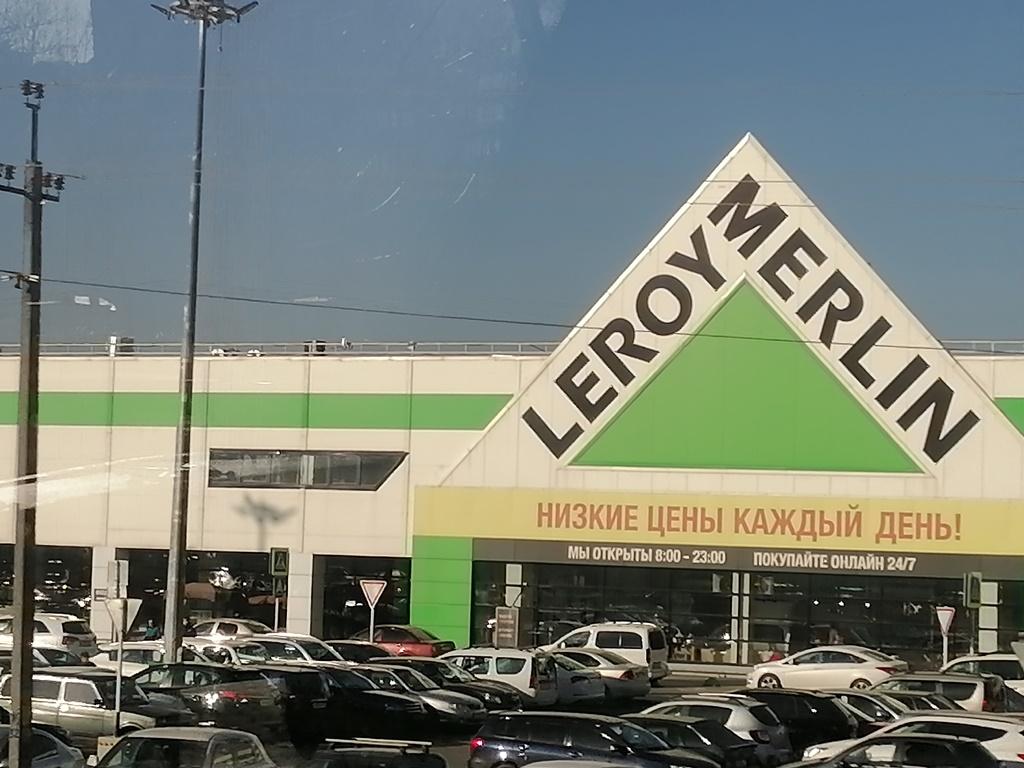 LEROY MERLIN
НИЗКИЕ ЦЕНЫ КАЖДЫЙ ДЕНЬ!
МЫ ОТКРЫТЫ 8:00 - 23:00 ПОКУПАЙТЕ ОНЛАЙН 24/7